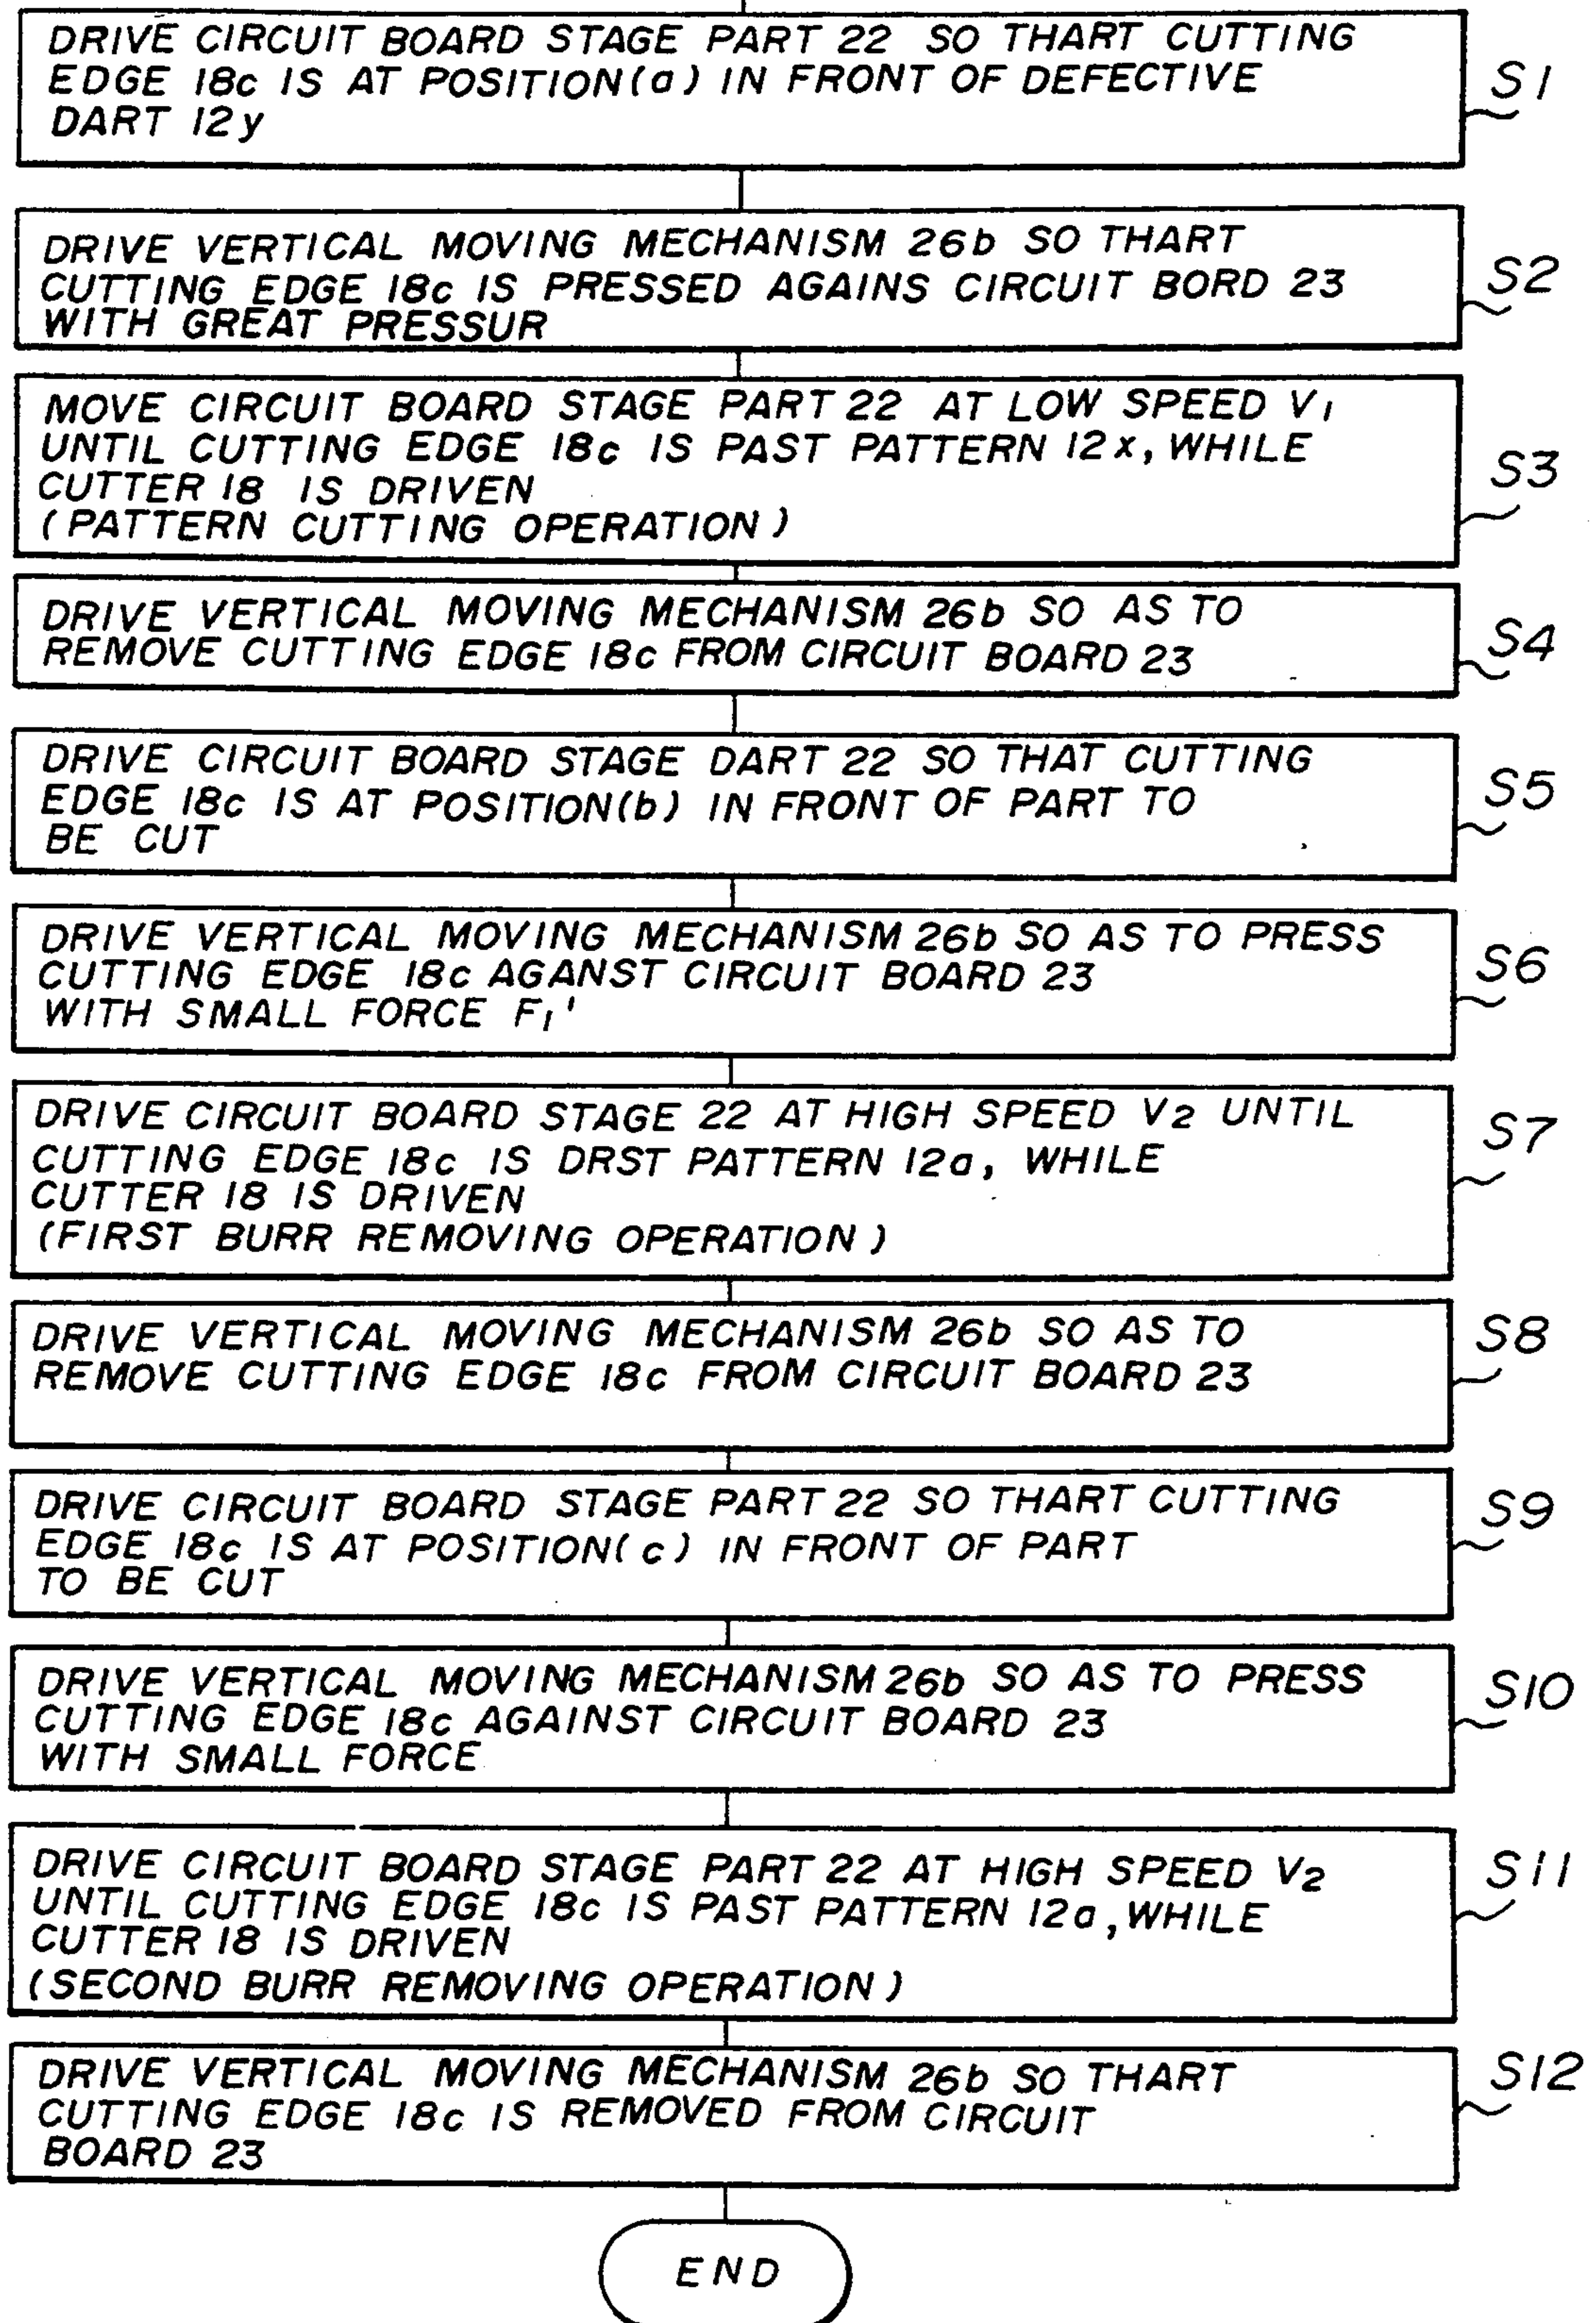 DRIVE CIRCUIT BOARD STAGE PART 22 SO THART CUTTING
EDGE 18c IS AT POSITION(a) IN FRONT OF DEFECTIVE
DART 12y
S1
DRIVE VERTICAL MOVING MECHANISM 26b SO THART
CUTTING EDGE 18c IS PRESSED AGAINS CIRCUIT BORD 23
WITH GREAT PRESSUR
S2
MOVE CIRCUIT BOARD STAGE PART 22 AT LOW SPEED V1
UNTIL CUTTING EDGE 18c IS PAST PATTERN 12x, WHILE
CUTTER 18 IS DRIVEN
(PATTERN CUTTING OPERATION)
S3
DRIVE VERTICAL MOVING MECHANISM 26b SO AS TO
REMOVE CUTTING EDGE 18c FROM CIRCUIT BOARD 23
S4
DRIVE CIRCUIT BOARD STAGE DART 22 SO THAT CUTTING
EDGE 18c IS AT POSITION(b) IN FRONT OF PART TO
BE CUT
S5
DRIVE VERTICAL MOVING MECHANISM 26b SO AS TO PRESS
CUTTING EDGE 18c AGANST CIRCUIT BOARD 23
WITH SMALL FORCE F1'
S6
DRIVE CIRCUIT BOARD STAGE 22 AT HIGH SPEED V2 UNTIL
CUTTING EDGE 18c IS DRST PATTERN 12a, WHILE
CUTTER 18 IS DRIVEN
(FIRST BURR REMOVING OPERATION)
S7
DRIVE VERTICAL MOVING MECHANISM 26b SO AS TO
REMOVE CUTTING EDGE 18c FROM CIRCUIT BOARD 23
S8
DRIVE CIRCUIT BOARD STAGE PART 22 SO THART CUTTING
EDGE 18c IS AT POSITION(c) IN FRONT OF PART
TO BE CUT
S9
DRIVE VERTICAL MOVING MECHANISM 26b SO AS TO PRESS
CUTTING EDGE 18c AGAINST CIRCUIT BOARD 23
WITH SMALL FORCE
S10
DRIVE CIRCUIT BOARD STAGE PART 22 AT HIGH SPEED V2
UNTIL CUTTING EDGE 18c IS PAST PATTERN 12a, WHILE
CUTTER 18 IS DRIVEN
(SECOND BURR REMOVING OPERATION)
S11
DRIVE VERTICAL MOVING MECHANISM 26b SO THART
CUTTING EDGE 18c IS REMOVED FROM CIRCUIT
BOARD 23
S12
END